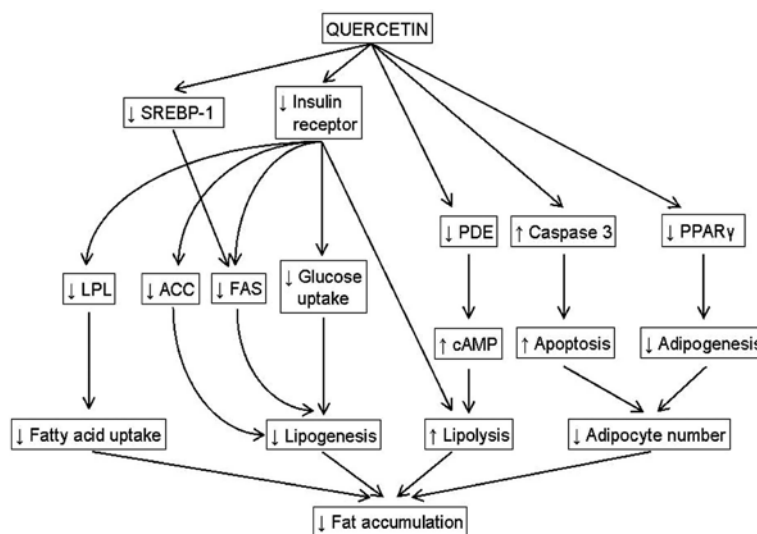 QUERCETIN
↓ SREBP-1
↓ Insulin
receptor
↓ PDE
↑ Caspase 3
↓ PPARγ
↓ LPL
↓ ACC
↓ FAS
↓ Glucose
uptake
↑ cAMP
↑ Apoptosis
↓ Adipogenesis
↓ Fatty acid uptake
↓ Lipogenesis
↑ Lipolysis
↓ Adipocyte number
↓ Fat accumulation